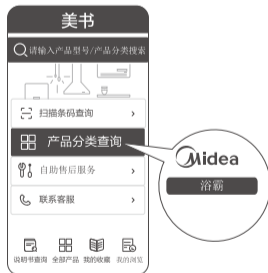 美书
请输入产品型号/产品分类搜索
扫描条码查询
产品分类查询
自助售后服务
联系客服
说明书查询 全部产品 我的收藏 我的浏览
Midea
浴霸